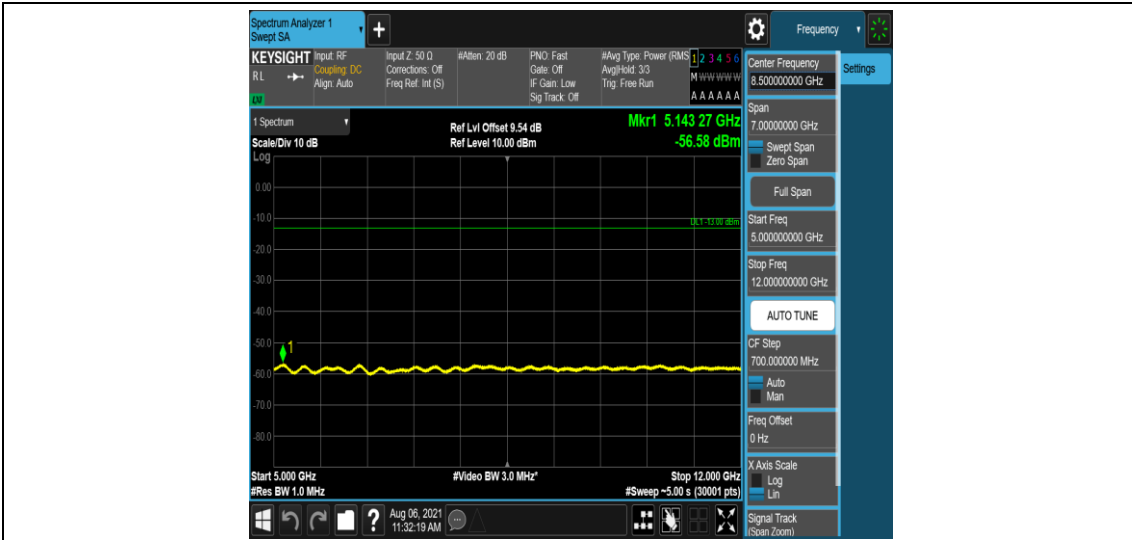 Spectrum Analyzer 1
Swept SA
+
Frequency
KEYSIGHT
RL
LXI
Input: RF
Coupling: DC
Align: Auto
Input Z: 50 Ω
Corrections: Off
Freq Ref: Int (S)
#Atten: 20 dB
PNO: Fast
Gate: Off
IF Gain: Low
Sig Track: Off
#Avg Type: Power (RMS
Avg|Hold: 3/3
Trig: Free Run
1 2 3 4 5 6
M W W W W W
A A A A A A
1 Spectrum
Scale/Div 10 dB
Log
Ref Lvl Offset 9.54 dB
Ref Level 10.00 dBm
Mkr1 5.143 27 GHz
-56.58 dBm
0.00
-10.0
DL1 -13.00 dBm
-20.0
-30.0
-40.0
-50.0
1
-60.0
-70.0
-80.0
Start 5.000 GHz
#Res BW 1.0 MHz
#Video BW 3.0 MHz*
Stop 12.000 GHz
#Sweep ~5.00 s (30001 pts)
Center Frequency
8.500000000 GHz
Settings
Span
7.00000000 GHz
Swept Span
Zero Span
Full Span
Start Freq
5.000000000 GHz
Stop Freq
12.000000000 GHz
AUTO TUNE
CF Step
700.000000 MHz
Auto
Man
Freq Offset
0 Hz
X Axis Scale
Log
Lin
Signal Track
(Span Zoom)
?
Aug 06, 2021
11:32:19 AM